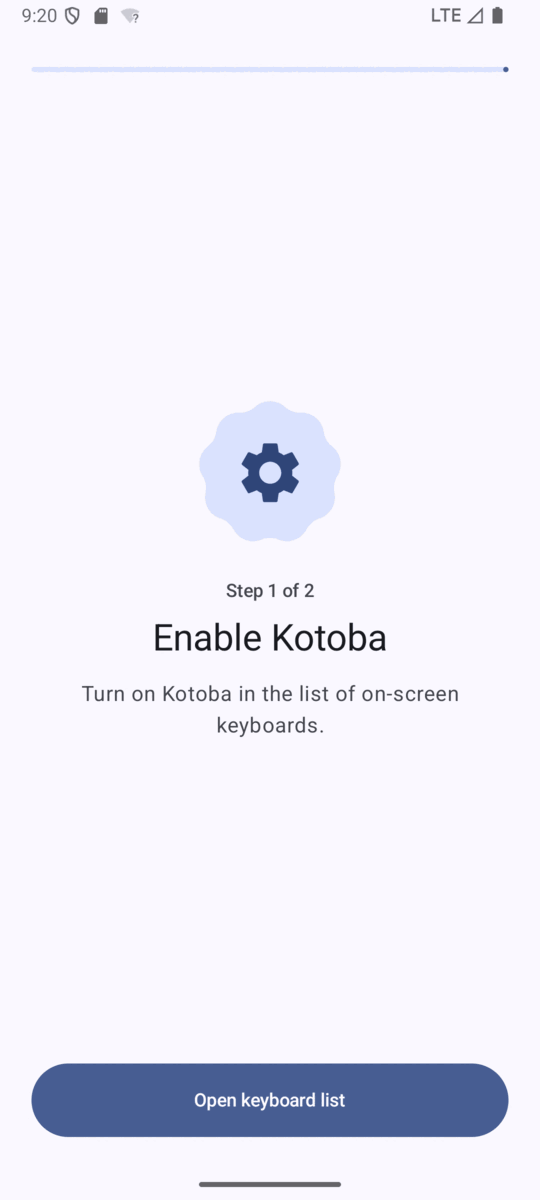 9:20
LTE
Step 1 of 2
Enable Kotoba
Turn on Kotoba in the list of on-screen
keyboards.
Open keyboard list